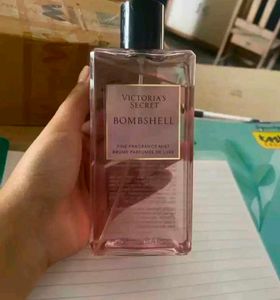 VICTORIA'S
SECRET
BOMBSHELL
FINE FRAGRANCE MIST
BRUME PARFUMÉE DE LUXE